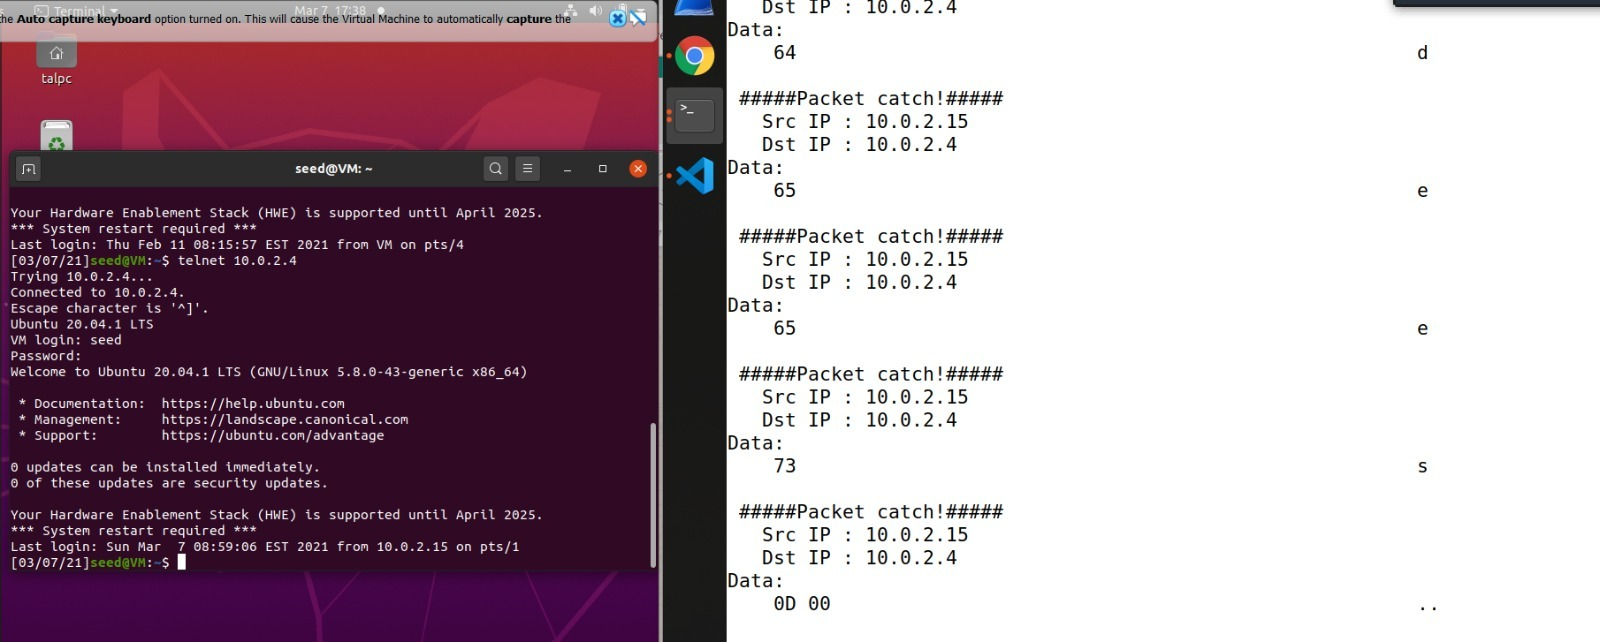 the Auto capture keyboard option turned on. This will cause the Virtual Machine to automatically capture the
Terminal
Mar 7 17:38
talpc
seed@VM: ~
Your Hardware Enablement Stack (HWE) is supported until April 2025.
*** System restart required ***
Last login: Thu Feb 11 08:15:57 EST 2021 from VM on pts/4
[03/07/21]seed@VM:~$ telnet 10.0.2.4
Trying 10.0.2.4...
Connected to 10.0.2.4.
Escape character is '^]'.
Ubuntu 20.04.1 LTS
VM login: seed
Password:
Welcome to Ubuntu 20.04.1 LTS (GNU/Linux 5.8.0-43-generic x86_64)
* Documentation:  https://help.ubuntu.com
* Management:     https://landscape.canonical.com
* Support:        https://ubuntu.com/advantage
0 updates can be installed immediately.
0 of these updates are security updates.
Your Hardware Enablement Stack (HWE) is supported until April 2025.
*** System restart required ***
Last login: Sun Mar  7 08:59:06 EST 2021 from 10.0.2.15 on pts/1
[03/07/21]seed@VM:~$
Dst IP : 10.0.2.4
Data:
64 d
#####Packet catch!#####
Src IP : 10.0.2.15
Dst IP : 10.0.2.4
Data:
65 e
#####Packet catch!#####
Src IP : 10.0.2.15
Dst IP : 10.0.2.4
Data:
65 e
#####Packet catch!#####
Src IP : 10.0.2.15
Dst IP : 10.0.2.4
Data:
73 s
#####Packet catch!#####
Src IP : 10.0.2.15
Dst IP : 10.0.2.4
Data:
0D 00 ..